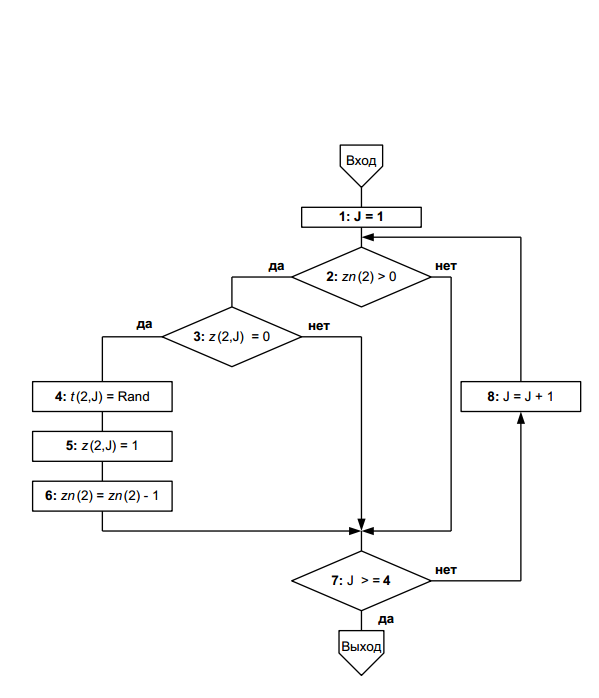 Вход
1: J = 1
да
2: zn(2) > 0
нет
да
3: z(2,J) = 0
нет
4: t(2,J) = Rand
8: J = J + 1
5: z(2,J) = 1
6: zn(2) = zn(2) - 1
7: J > = 4
нет
да
Выход